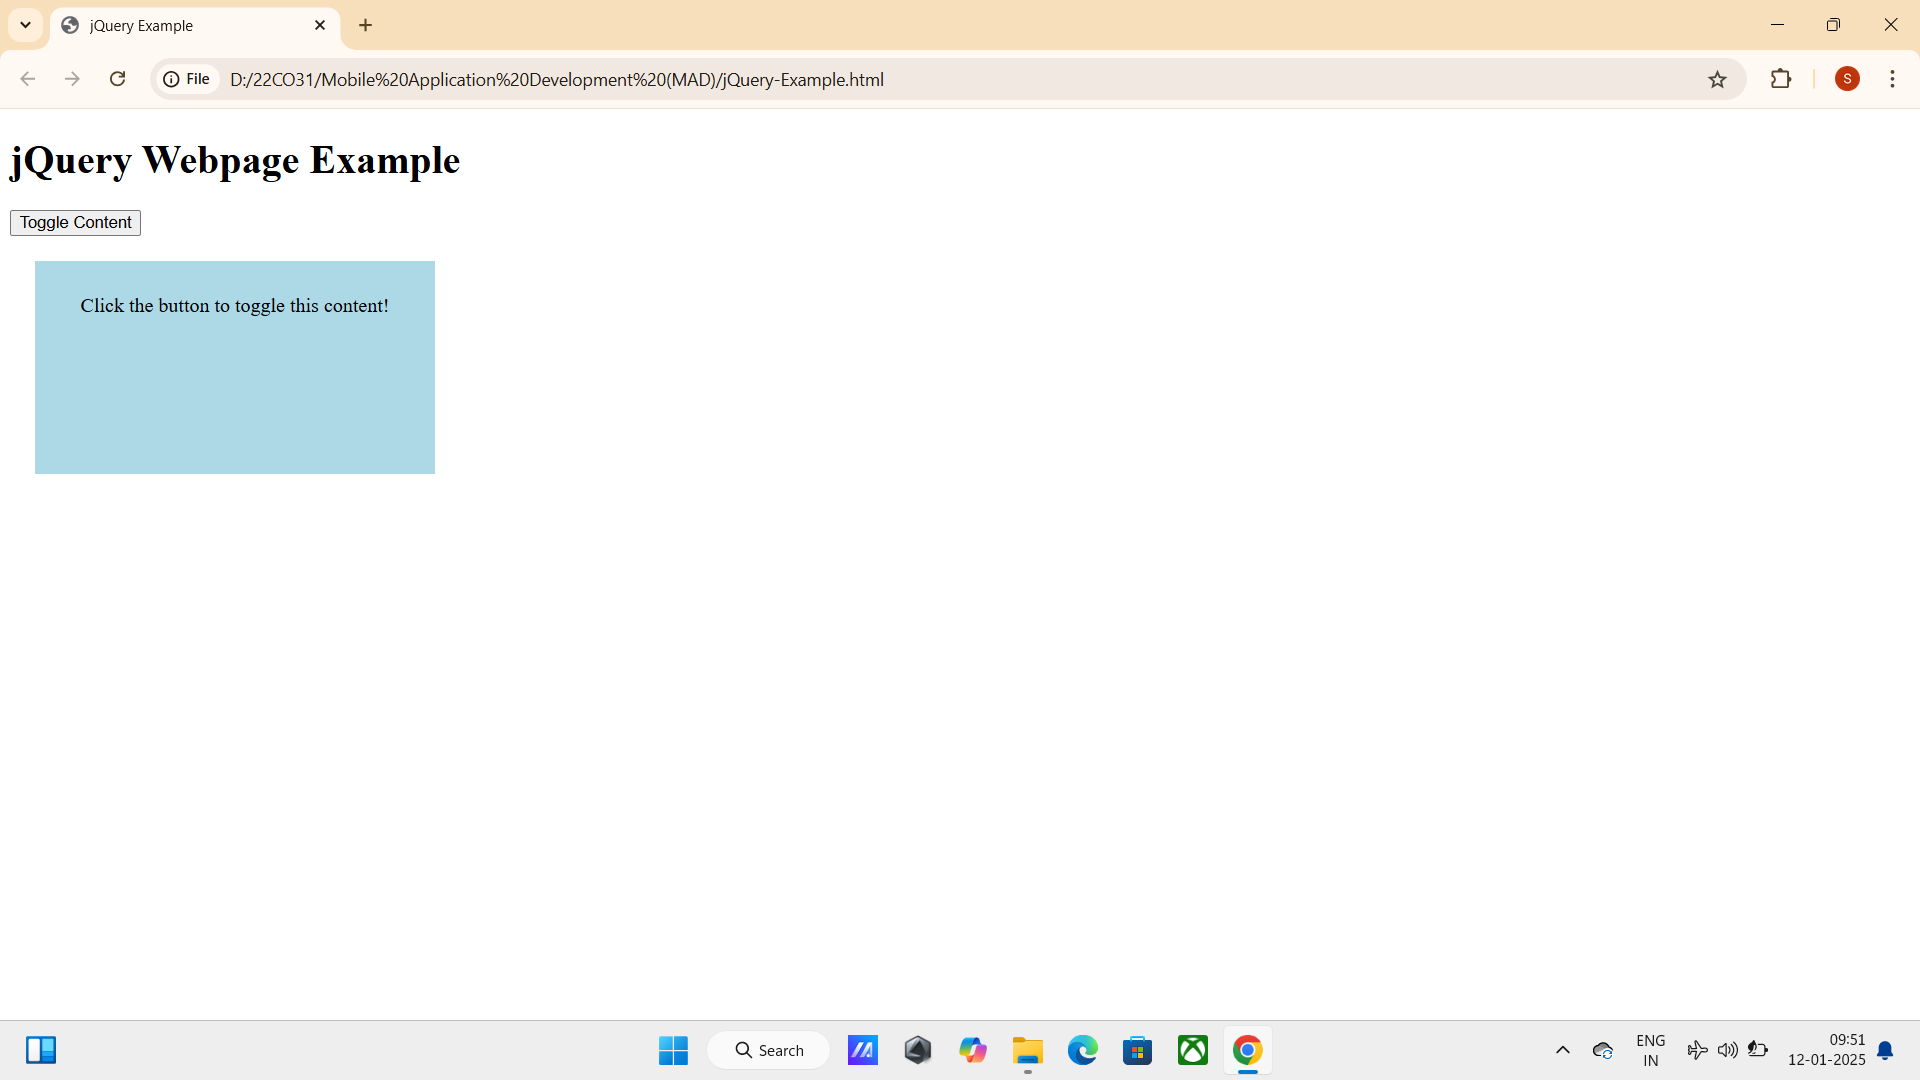 jQuery Example
File
D:/22CO31/Mobile%20Application%20Development%20(MAD)/jQuery-Example.html
S
jQuery Webpage Example
Toggle Content
Click the button to toggle this content!
Search
ENG
IN
09:51
12-01-2025